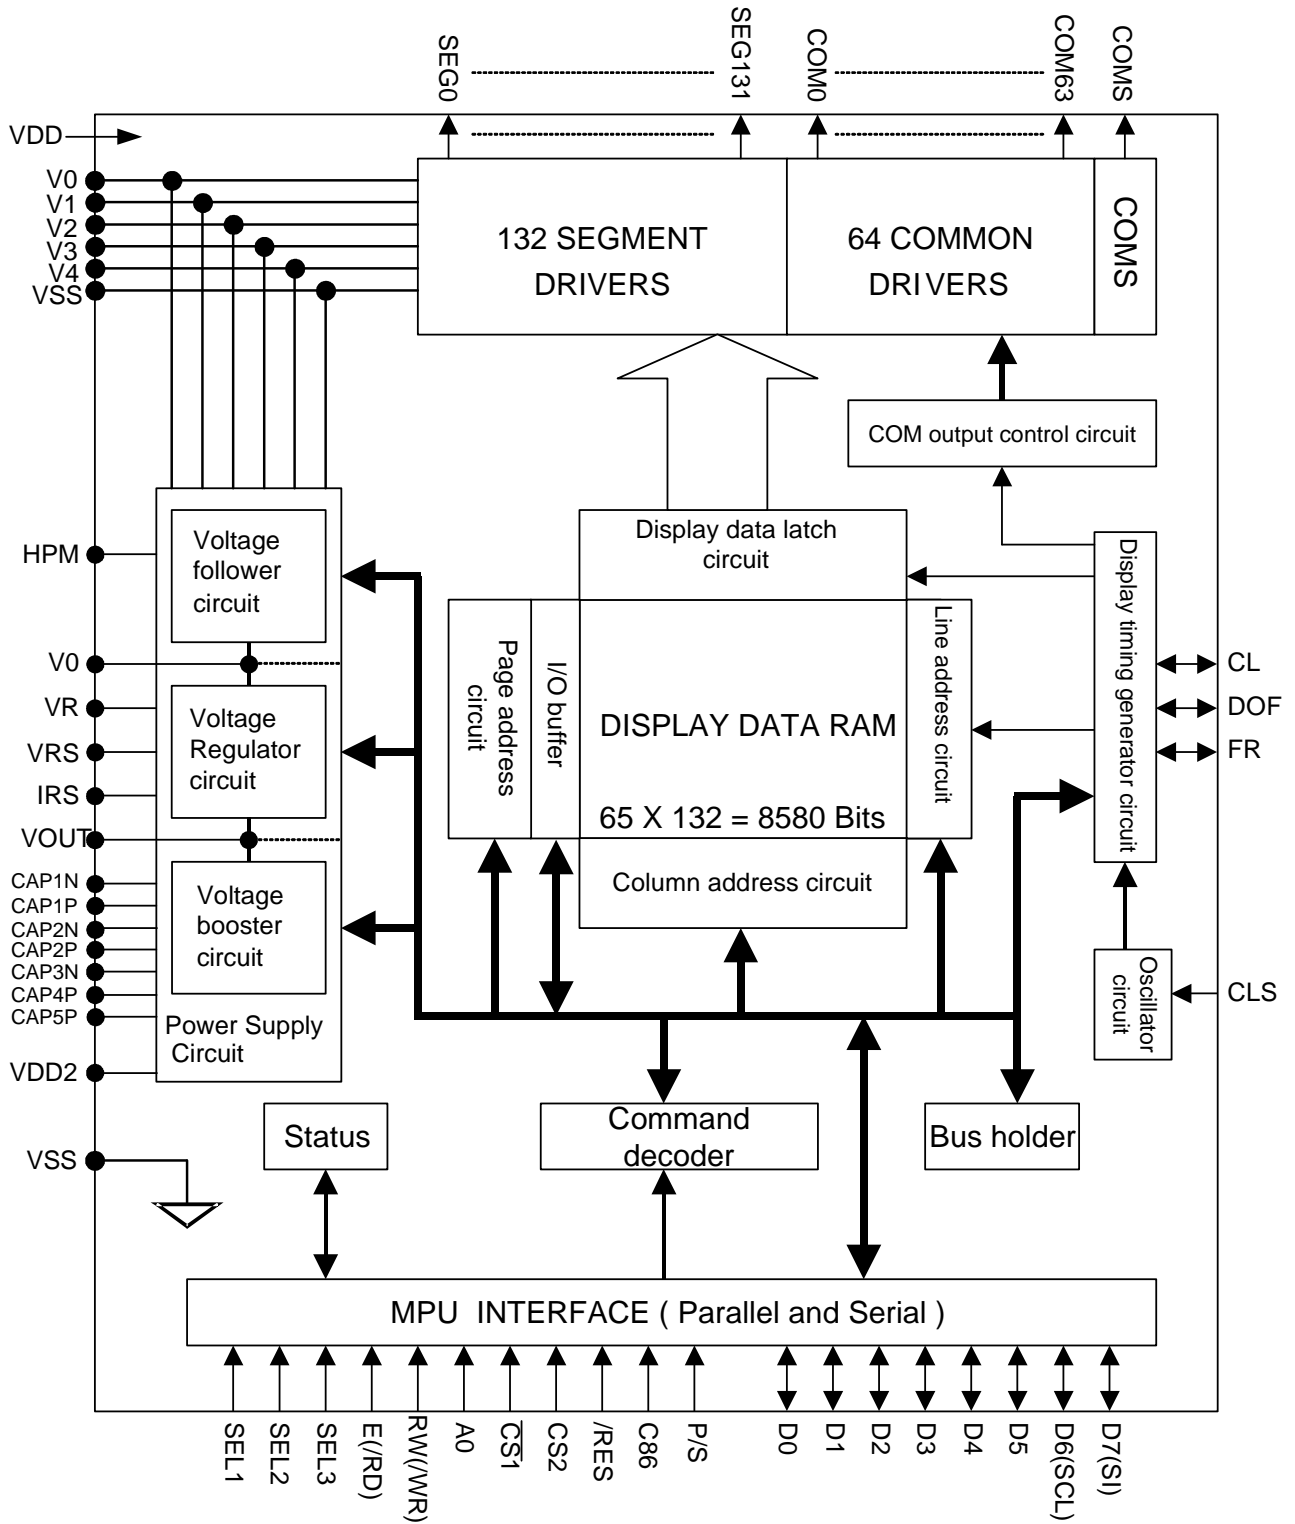 SEG0
SEG131
COM0
COM63
COMS
VDD
V0
V1
V2
V3
V4
VSS
132 SEGMENT
DRIVERS
64 COMMON
DRIVERS
COMS
COM output control circuit
HPM
Voltage
follower
circuit
Display data latch
circuit
Display timing generator circuit
Page address
circuit
I/O buffer
Line address circuit
DISPLAY DATA RAM
65 X 132 = 8580 Bits
V0
VR
VRS
IRS
VOUT
Voltage
Regulator
circuit
CL
DOF
FR
CAP1N
CAP1P
CAP2N
CAP2P
CAP3N
CAP4P
CAP5P
Voltage
booster
circuit
Column address circuit
Oscillator
circuit
CLS
Power Supply
Circuit
VDD2
Status
Command
decoder
Bus holder
VSS
MPU INTERFACE ( Parallel and Serial )
SEL1
SEL2
SEL3
E(/RD)
RW(/WR)
A0
CS1
CS2
/RES
C86
P/S
D0
D1
D2
D3
D4
D5
D6(SCL)
D7(SI)